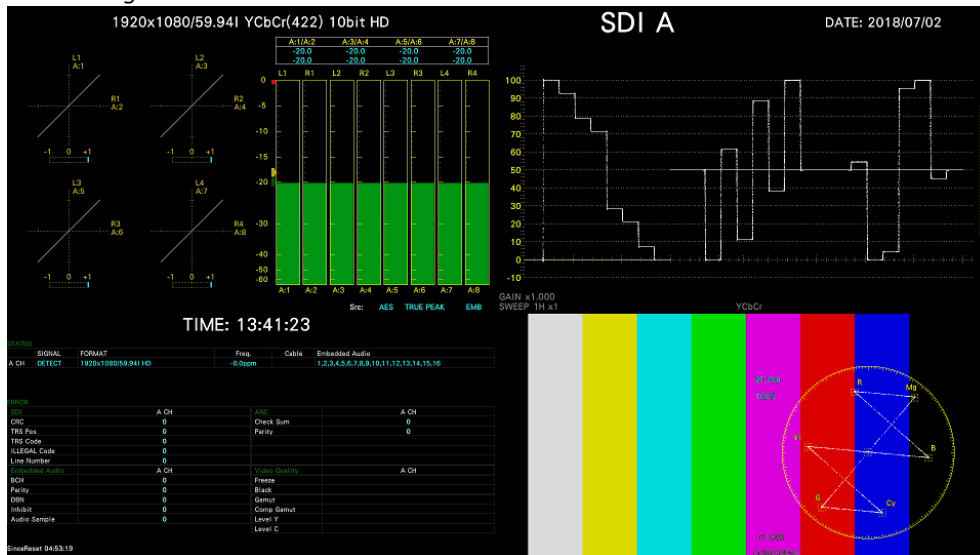 1920x1080/59.94I YCbCr(422) 10bit HD
SDI A
DATE: 2018/07/02
A:1/A:2 A:3/A:4 A:5/A:6 A:7/A:8
-20.0 -20.0 -20.0 -20.0
-20.0 -20.0 -20.0 -20.0
L1 R1 L2 R2 L3 R3 L4 R4
L1
A:1
R1
A:2
-1 0 +1
L2
A:3
R2
A:4
-1 0 +1
L3
A:5
R3
A:6
-1 0 +1
L4
A:7
R4
A:8
-1 0 +1
0
-5
-10
-15
-20
-30
-40
-50
-60
A:1 A:2 A:3 A:4 A:5 A:6 A:7 A:8
Src: AES TRUE PEAK EMB
100
90
80
70
60
50
40
30
20
10
0
-10
GAIN x1.000
SWEEP 1H x1
YCbCr
TIME: 13:41:23
STATUS
SIGNAL FORMAT Freq. Cable Embedded Audio
A CH DETECT 1920x1080/59.94I HD -0.0ppm 1,2,3,4,5,6,7,8,9,10,11,12,13,14,15,16
ERROR
SDI A CH ANC A CH
CRC 0 Check Sum 0
TRS Pos 0 Parity 0
TRS Code 0
ILLEGAL Code 0
Line Number 0
Embedded Audio A CH Video Quality A CH
BCH 0 Freeze
Parity 0 Black
DBN 0 Gamut
Inhibit 0 Comp Gamut
Audio Sample 0 Level Y
Level C
SinceReset 04:53:19
R
Mg
B
Cy
G